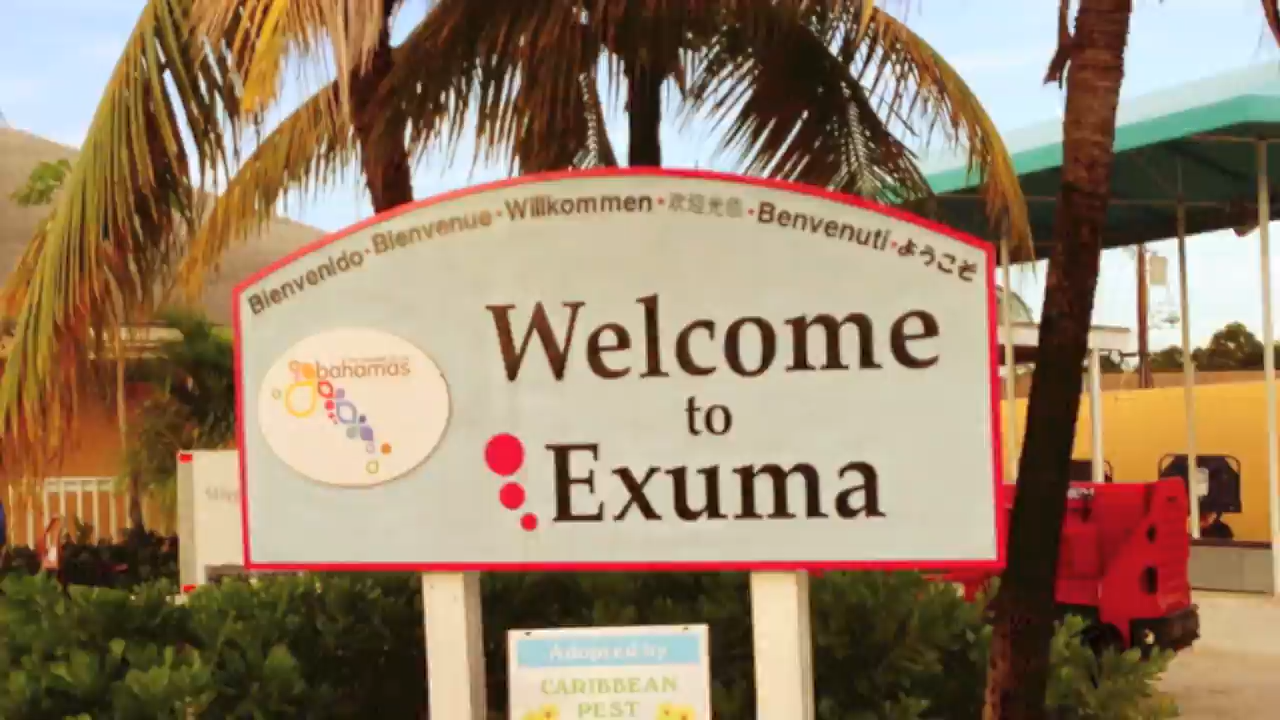 Bienvenido·Bienvenue·Willkommen·欢迎光临·Benvenuti·ようこそ
bahamas
Welcome
to
Exuma
Adopted by
CARIBBEAN
PEST